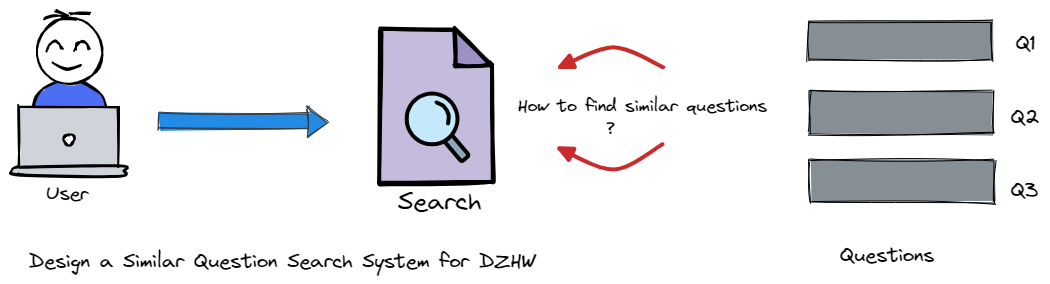 Q1
How to find similar questions
?
Q2
Q3
User
Search
Design a Similar Question Search System for DZHW
Questions